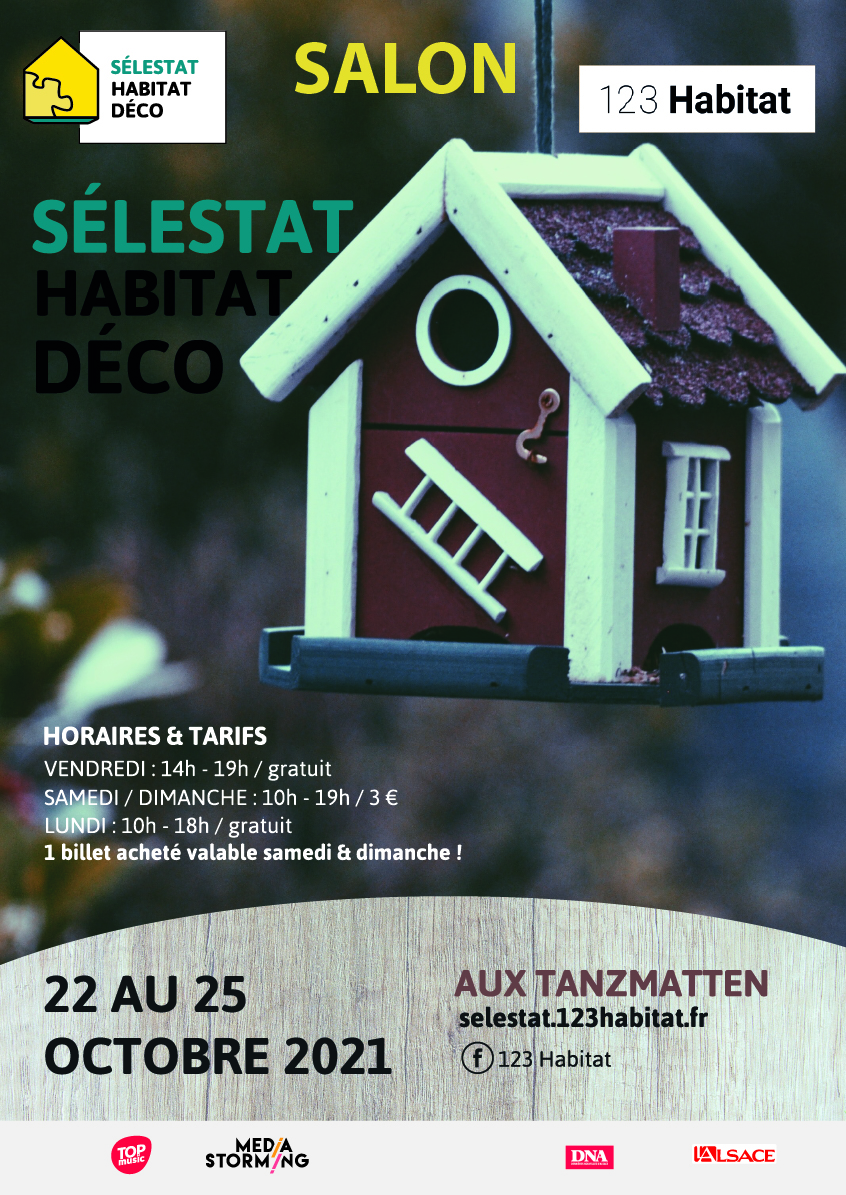 SÉLESTAT
HABITAT
DÉCO
SALON
123 Habitat
SÉLESTAT
HABITAT
DÉCO
HORAIRES & TARIFS
VENDREDI : 14h - 19h / gratuit
SAMEDI / DIMANCHE : 10h - 19h / 3 €
LUNDI : 10h - 18h / gratuit
1 billet acheté valable samedi & dimanche !
22 AU 25
OCTOBRE 2021
AUX TANZMATTEN
selestat.123habitat.fr
f 123 Habitat
TOP
music
MEDIA
STORMING
DNA
L'ALSACE